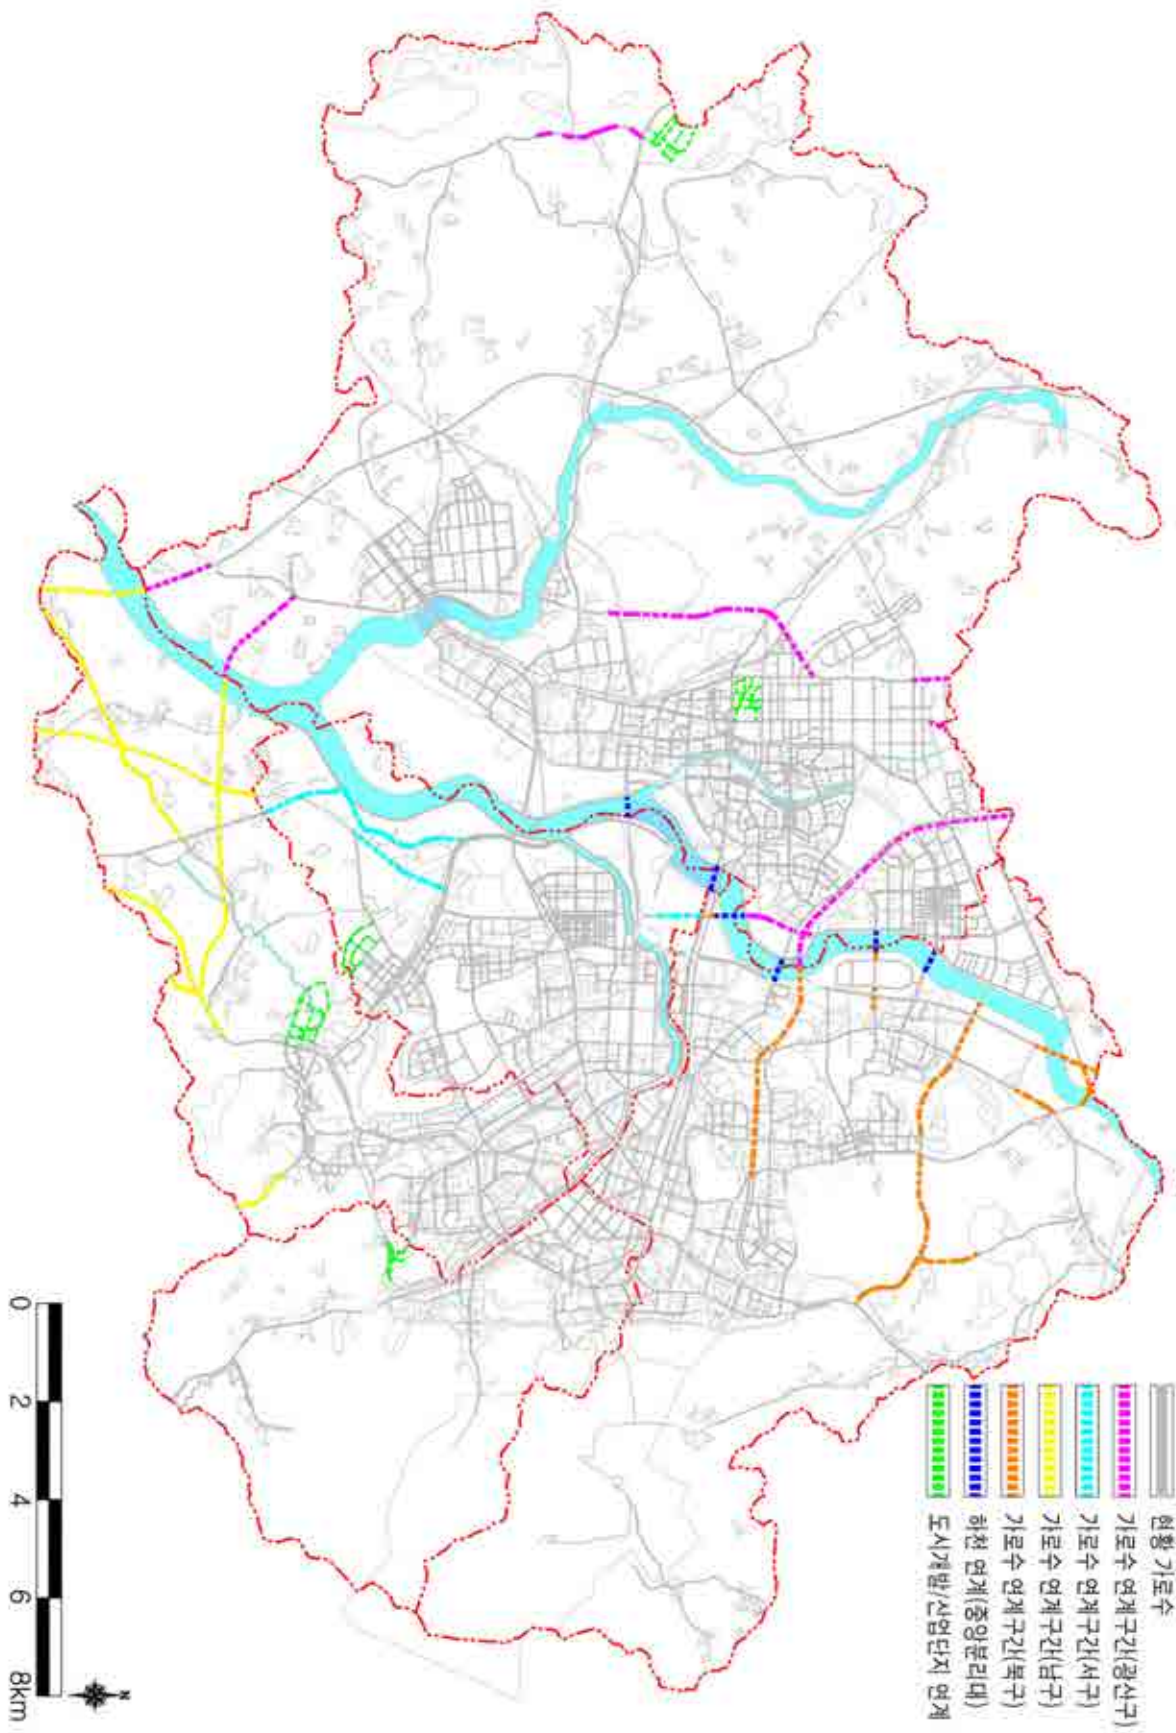 현황 가로수
가로수 연계구간(광산구)
가로수 연계구간(서구)
가로수 연계구간(남구)
가로수 연계구간(북구)
하천 연계(중앙분리대)
도시개발/산업단지 연계
0 2 4 6 8km
N